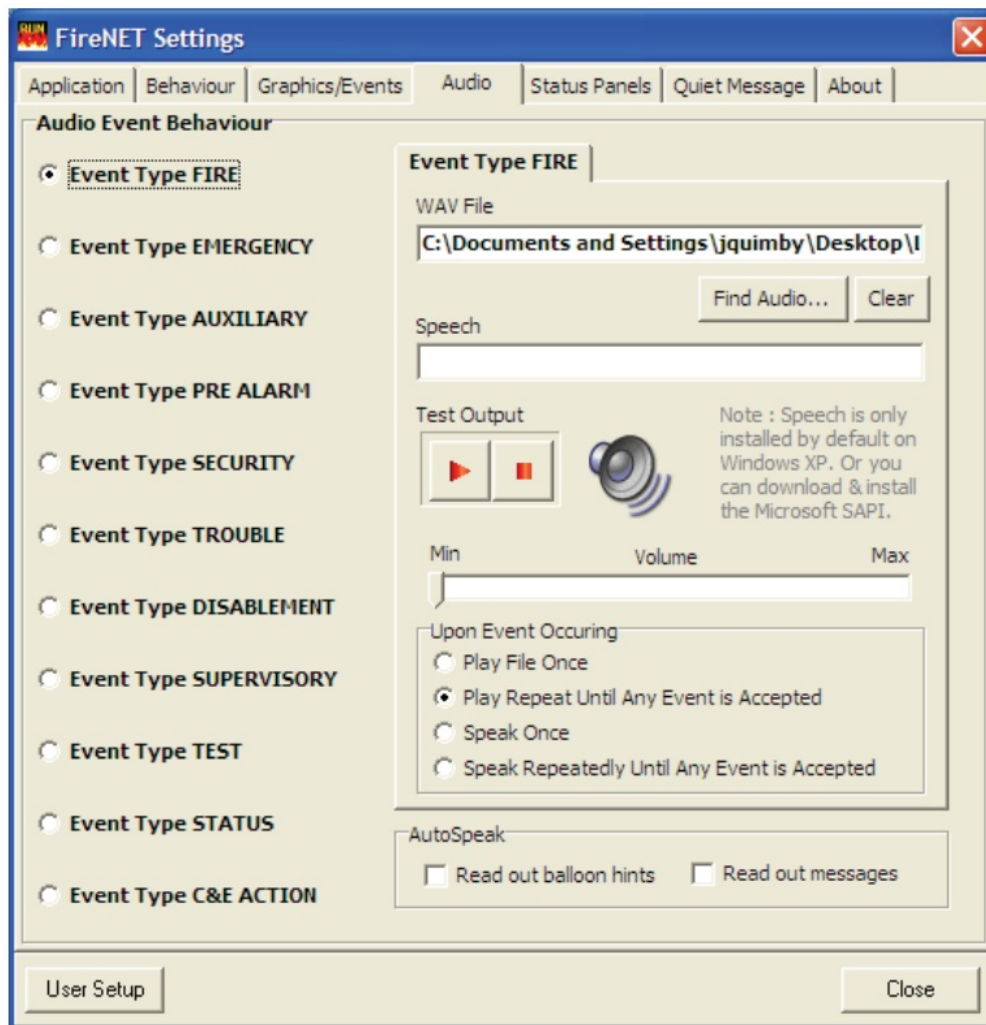 RUN
FireNET Settings
Application
Behaviour
Graphics/Events
Audio
Status Panels
Quiet Message
About
Audio Event Behaviour
Event Type FIRE
Event Type EMERGENCY
Event Type AUXILIARY
Event Type PRE ALARM
Event Type SECURITY
Event Type TROUBLE
Event Type DISABLEMENT
Event Type SUPERVISORY
Event Type TEST
Event Type STATUS
Event Type C&E ACTION
Event Type FIRE
WAV File
C:\Documents and Settings\jquimby\Desktop\
Find Audio...
Clear
Speech
Test Output
Note : Speech is only
installed by default on
Windows XP. Or you
can download & install
the Microsoft SAPI.
Min
Volume
Max
Upon Event Occuring
Play File Once
Play Repeat Until Any Event is Accepted
Speak Once
Speak Repeatedly Until Any Event is Accepted
AutoSpeak
Read out balloon hints
Read out messages
User Setup
Close